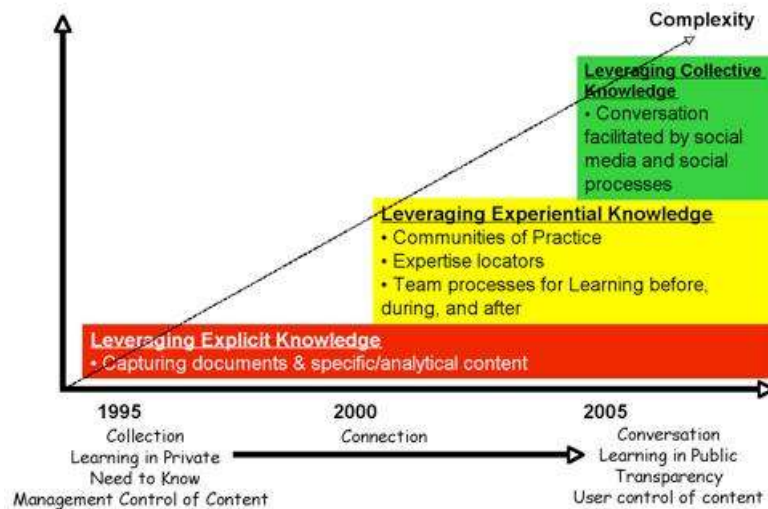 Complexity
Leveraging Collective
Knowledge
• Conversation
facilitated by social
media and social
processes
Leveraging Experiential Knowledge
• Communities of Practice
• Expertise locators
• Team processes for Learning before,
during, and after
Leveraging Explicit Knowledge
• Capturing documents & specific/analytical content
1995
2000
2005
Collection
Learning in Private
Need to Know
Management Control of Content
Connection
Conversation
Learning in Public
Transparency
User control of content